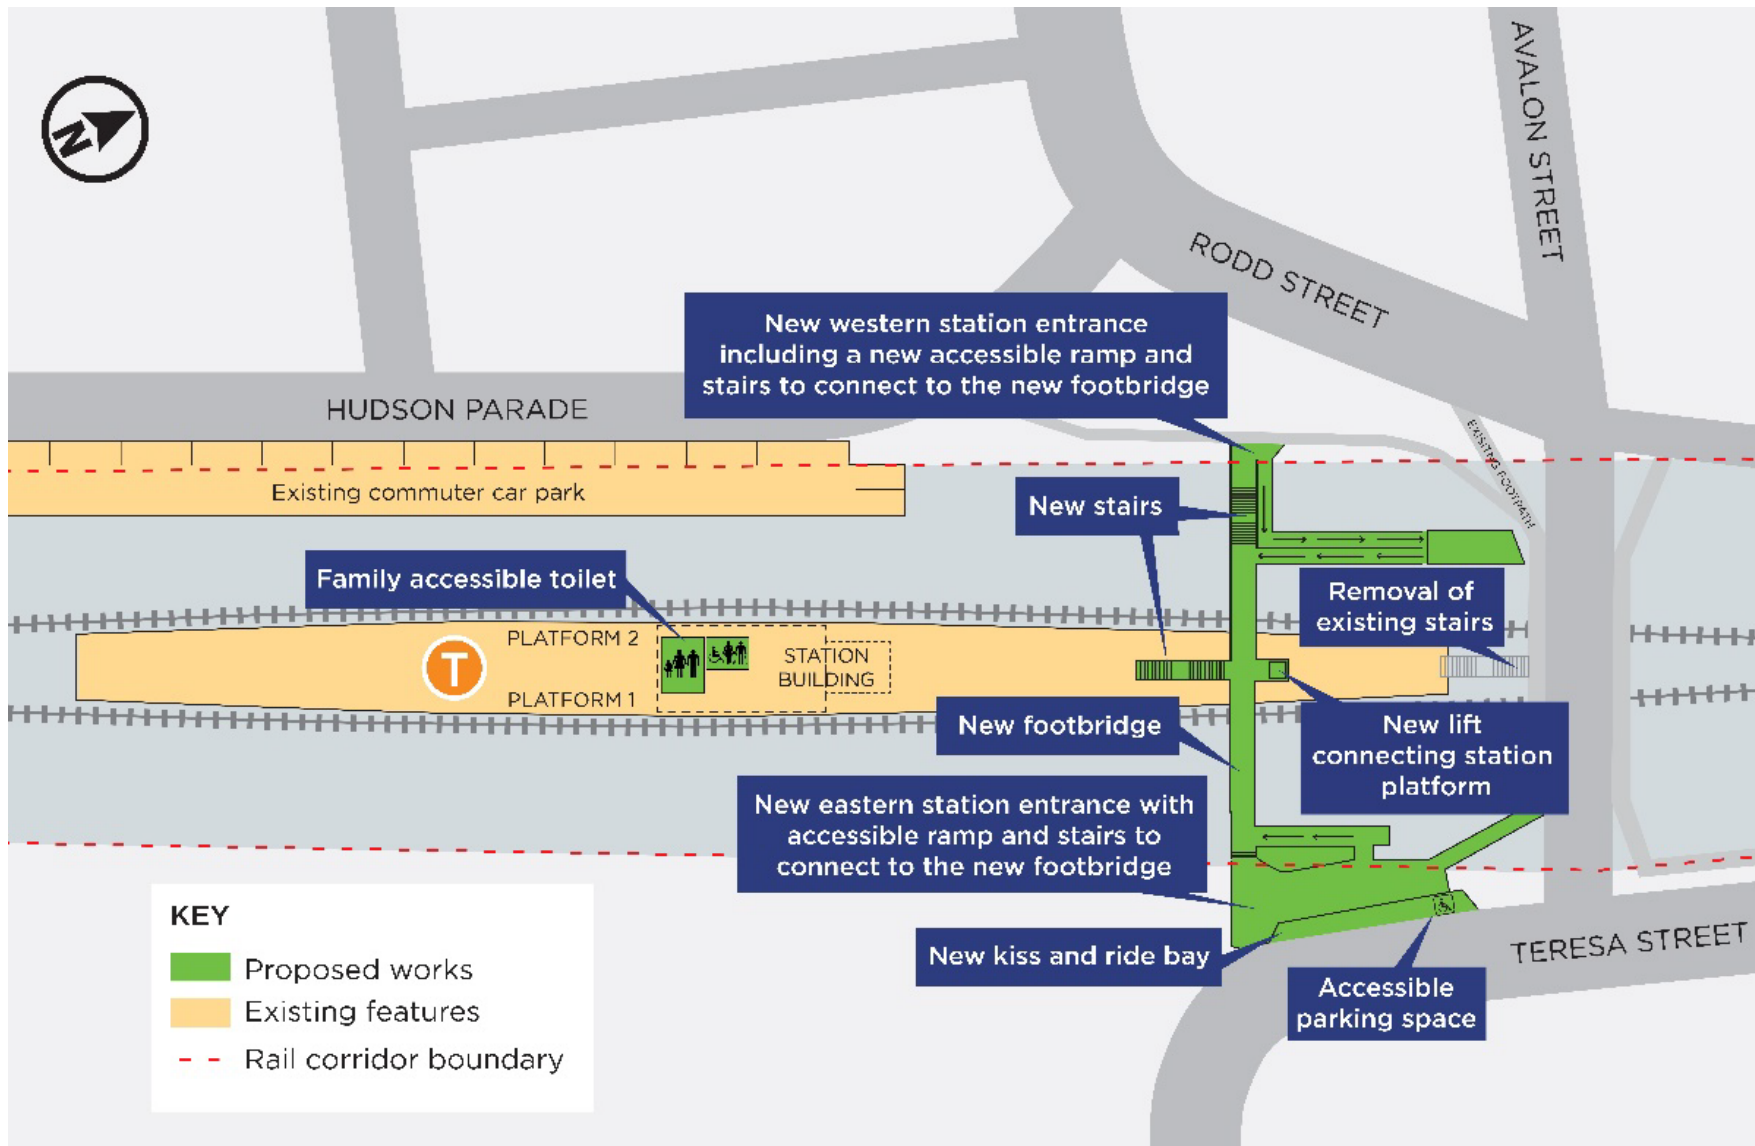 N
AVALON STREET
RODD STREET
New western station entrance
including a new accessible ramp and
stairs to connect to the new footbridge
HUDSON PARADE
EXISITING FOOTPATH
Existing commuter car park
New stairs
Family accessible toilet
Removal of
existing stairs
PLATFORM 2
T
STATION
BUILDING
PLATFORM 1
New footbridge
New lift
connecting station
platform
New eastern station entrance with
accessible ramp and stairs to
connect to the new footbridge
New kiss and ride bay
TERESA STREET
Accessible
parking space
KEY
Proposed works
Existing features
Rail corridor boundary